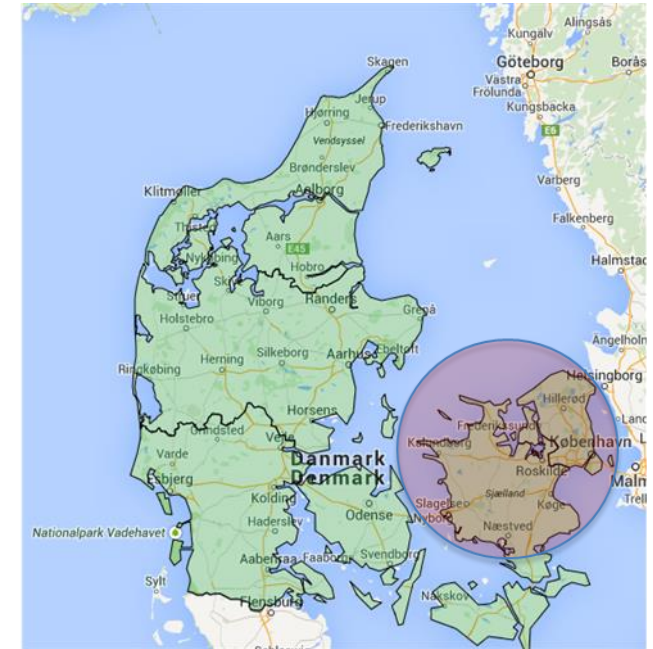 Alingsås
Kungälv
Göteborg
Borås
Västra
Frölunda
Kungsbacka
E6
Skagen
Jerup
Hjørring
Frederikshavn
Vendsyssel
Brønderslev
Klitmøller
Aalborg
Varberg
Falkenberg
Thisted
Aars
E45
Nykøbing
Hobro
Halmstad
Skive
Struer
Viborg
Randers
Holstebro
Grenå
Ängelholm
Silkeborg
Aarhus
Ebeltoft
Herning
Ringkøbing
Helsingborg
Hillerød
Horsens
Frederikssund
Grindsted
Vejle
Kalundborg
København
Varde
Danmark
Denmark
Roskilde
Esbjerg
Malm
Trell
Kolding
Sjælland
Slagelse
Køge
Odense
Nyborg
Haderslev
Næstved
Nationalpark Vadehavet
Aabenraa
Faaborg
Svendborg
Sylt
Nakskov
Flensburg